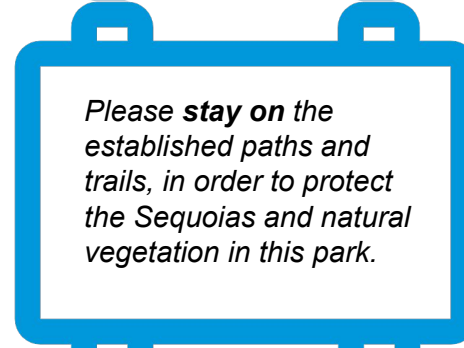 Please stay on the
established paths and
trails, in order to protect
the Sequoias and natural
vegetation in this park.